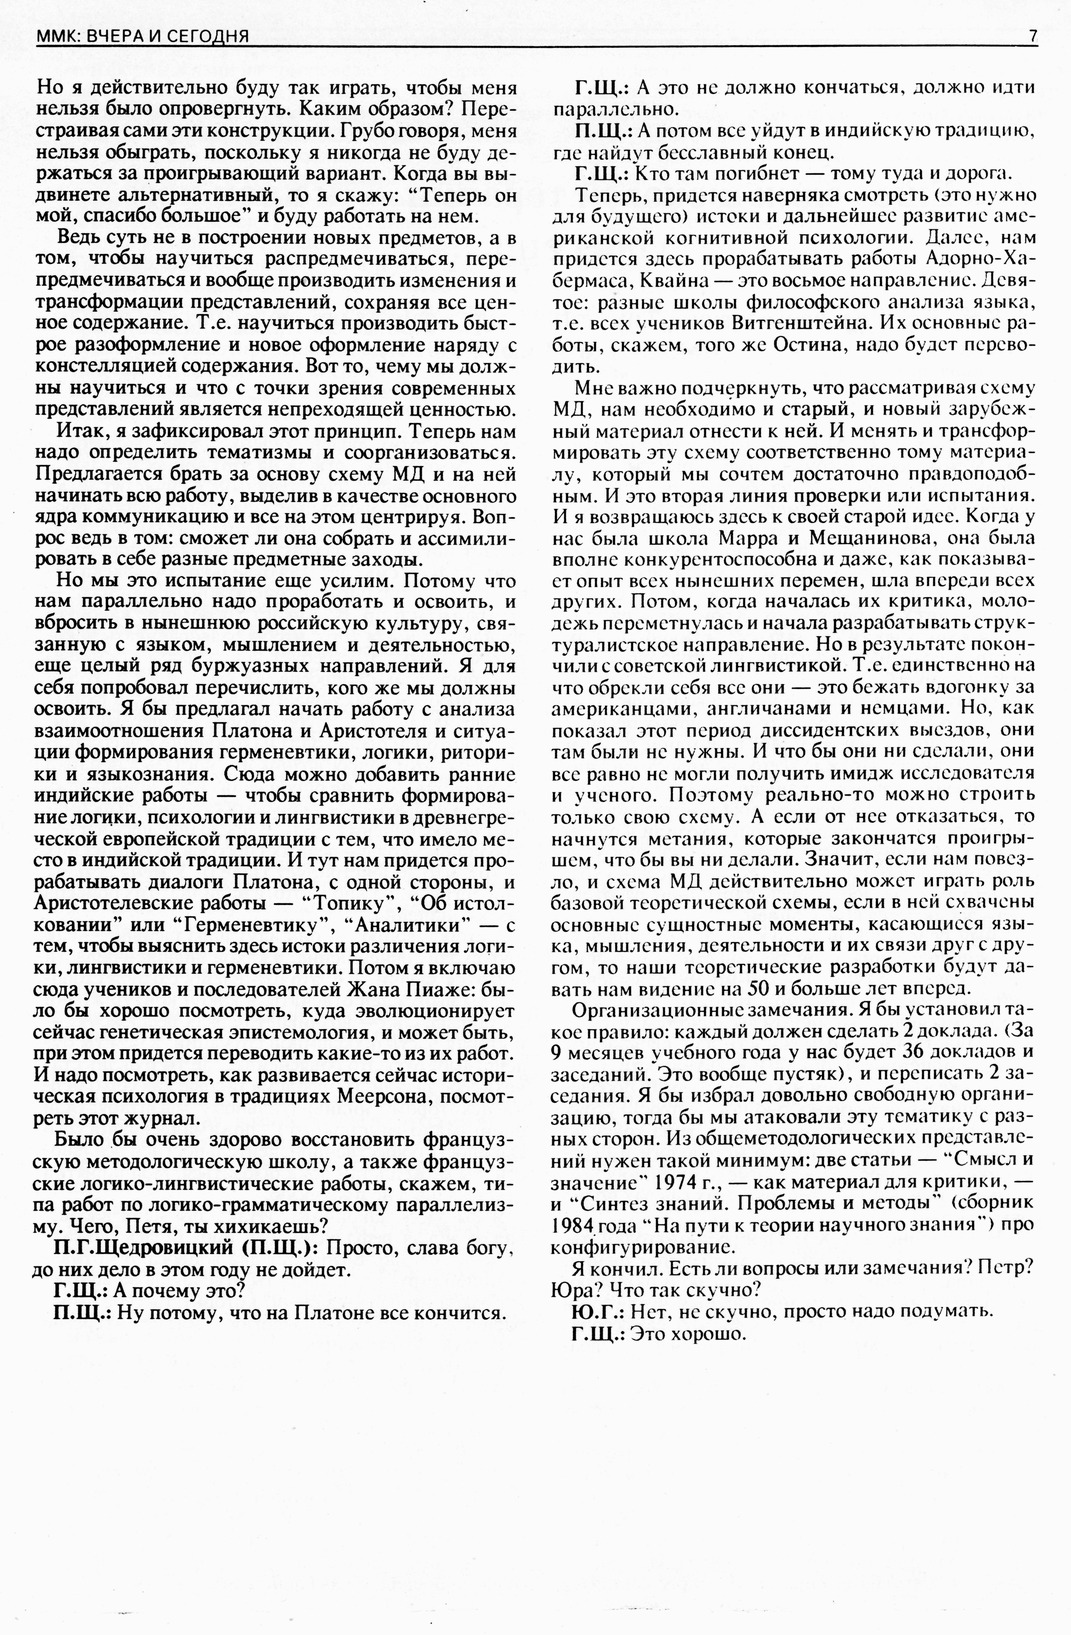 ММК: ВЧЕРА И СЕГОДНЯ 7
Но я действительно буду так играть, чтобы меня
нельзя было опровергнуть. Каким образом? Пере-
страивая сами эти конструкции. Грубо говоря, меня
нельзя обыграть, поскольку я никогда не буду де-
ржаться за проигрывающий вариант. Когда вы вы-
двинете альтернативный, то я скажу: “Теперь он
мой, спасибо большое” и буду работать на нем.
Ведь суть не в построении новых предметов, а в
том, чтобы научиться распредмечиваться, пере-
предмечиваться и вообще производить изменения и
трансформации представлений, сохраняя все цен-
ное содержание. Т.е. научиться производить быст-
рое разоформление и новое оформление наряду с
констелляцией содержания. Вот то, чему мы долж-
ны научиться и что с точки зрения современных
представлений является непреходящей ценностью.
Итак, я зафиксировал этот принцип. Теперь нам
надо определить тематизмы и соорганизоваться.
Предлагается брать за основу схему МД и на ней
начинать всю работу, выделив в качестве основного
ядра коммуникацию и все на этом центрируя. Воп-
рос ведь в том: сможет ли она собрать и ассимили-
ровать в себе разные предметные заходы.
Но мы это испытание еще усилим. Потому что
нам параллельно надо проработать и освоить, и
вбросить в нынешнюю российскую культуру, свя-
занную с языком, мышлением и деятельностью,
еще целый ряд буржуазных направлений. Я для
себя попробовал перечислить, кого же мы должны
освоить. Я бы предлагал начать работу с анализа
взаимоотношения Платона и Аристотеля и ситуа-
ции формирования герменевтики, логики, ритори-
ки и языкознания. Сюда можно добавить ранние
индийские работы — чтобы сравнить формирова-
ние логики, психологии и лингвистики в древнегре-
ческой европейской традиции с тем, что имело ме-
сто в индийской традиции. И тут нам придется про-
рабатывать диалоги Платона, с одной стороны, и
Аристотелевские работы — “Топику”, “Об истол-
ковании” или “Герменевтику”, “Аналитики” — с
тем, чтобы выяснить здесь истоки различения логи-
ки, лингвистики и герменевтики. Потом я включаю
сюда учеников и последователей Жана Пиаже: бы-
ло бы хорошо посмотреть, куда эволюционирует
сейчас генетическая эпистемология, и может быть,
при этом придется переводить какие-то из их работ.
И надо посмотреть, как развивается сейчас истори-
ческая психология в традициях Меерсона, посмот-
реть этот журнал.
Было бы очень здорово восстановить француз-
скую методологическую школу, а также француз-
ские логико-лингвистические работы, скажем, ти-
па работ по логико-грамматическому параллелиз-
му. Чего, Петя, ты хихикаешь?
П.Г.Щедровицкий (П.Щ.): Просто, слава богу,
до них дело в этом году не дойдет.
Г.Щ.: А почему это?
П.Щ.: Ну потому, что на Платоне все кончится.
Г.Щ.: А это не должно кончаться, должно идти
параллельно.
П.Щ.: А потом все уйдут в индийскую традицию,
где найдут бесславный конец.
Г.Щ.: Кто там погибнет — тому туда и дорога.
Теперь, придется наверняка смотреть (это нужно
для будущего) истоки и дальнейшее развитие аме-
риканской когнитивной психологии. Далее, нам
придется здесь прорабатывать работы Адорно-Ха-
бермаса, Квайна — это восьмое направление. Девя-
тое: разные школы философского анализа языка,
т.е. всех учеников Витгенштейна. Их основные ра-
боты, скажем, того же Остина, надо будет перево-
дить.
Мне важно подчеркнуть, что рассматривая схему
МД, нам необходимо и старый, и новый зарубеж-
ный материал отнести к ней. И менять и трансфор-
мировать эту схему соответственно тому материа-
лу, который мы сочтем достаточно правдоподоб-
ным. И это вторая линия проверки или испытания.
И я возвращаюсь здесь к своей старой идее. Когда у
нас была школа Марра и Мещанинова, она была
вполне конкурентоспособна и даже, как показыва-
ет опыт всех нынешних перемен, шла впереди всех
других. Потом, когда началась их критика, моло-
дежь переметнулась и начала разрабатывать струк-
туралистское направление. Но в результате покон-
чили с советской лингвистикой. Т.е. единственно на
что обрекли себя все они — это бежать вдогонку за
американцами, англичанами и немцами. Но, как
показал этот период диссидентских выездов, они
там были не нужны. И что бы они ни сделали, они
все равно не могли получить имидж исследователя
и ученого. Поэтому реально-то можно строить
только свою схему. А если от нее отказаться, то
начнутся метания, которые закончатся проигры-
шем, что бы вы ни делали. Значит, если нам повез-
ло, и схема МД действительно может играть роль
базовой теоретической схемы, если в ней схвачены
основные сущностные моменты, касающиеся язы-
ка, мышления, деятельности и их связи друг с дру-
гом, то наши теоретические разработки будут да-
вать нам видение на 50 и больше лет вперед.
Организационные замечания. Я бы установил та-
кое правило: каждый должен сделать 2 доклада. (За
9 месяцев учебного года у нас будет 36 докладов и
заседаний. Это вообще пустяк), и переписать 2 за-
седания. Я бы избрал довольно свободную органи-
зацию, тогда бы мы атаковали эту тематику с раз-
ных сторон. Из общеметодологических представле-
ний нужен такой минимум: две статьи — “Смысл и
значение” 1974 г., — как материал для критики, —
и “Синтез знаний. Проблемы и методы” (сборник
1984 года “На пути к теории научного знания”) про
конфигурирование.
Я кончил. Есть ли вопросы или замечания? Петр?
Юра? Что так скучно?
Ю.Г.: Нет, не скучно, просто надо подумать.
Г.Щ.: Это хорошо.